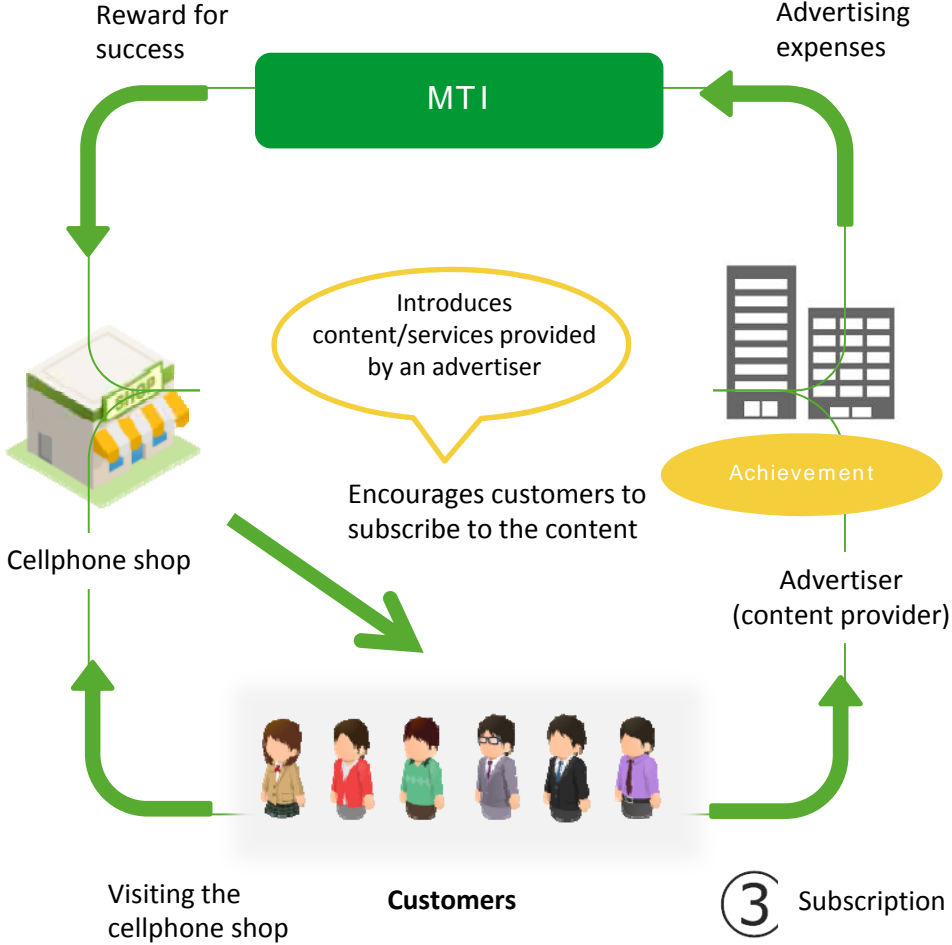 Reward for
success
Advertising
expenses
MTI
Introduces
content/services provided
by an advertiser
SHOP
Achievement
Encourages customers to
subscribe to the content
Cellphone shop
Advertiser
(content provider)
Visiting the
cellphone shop
Customers
③ Subscription